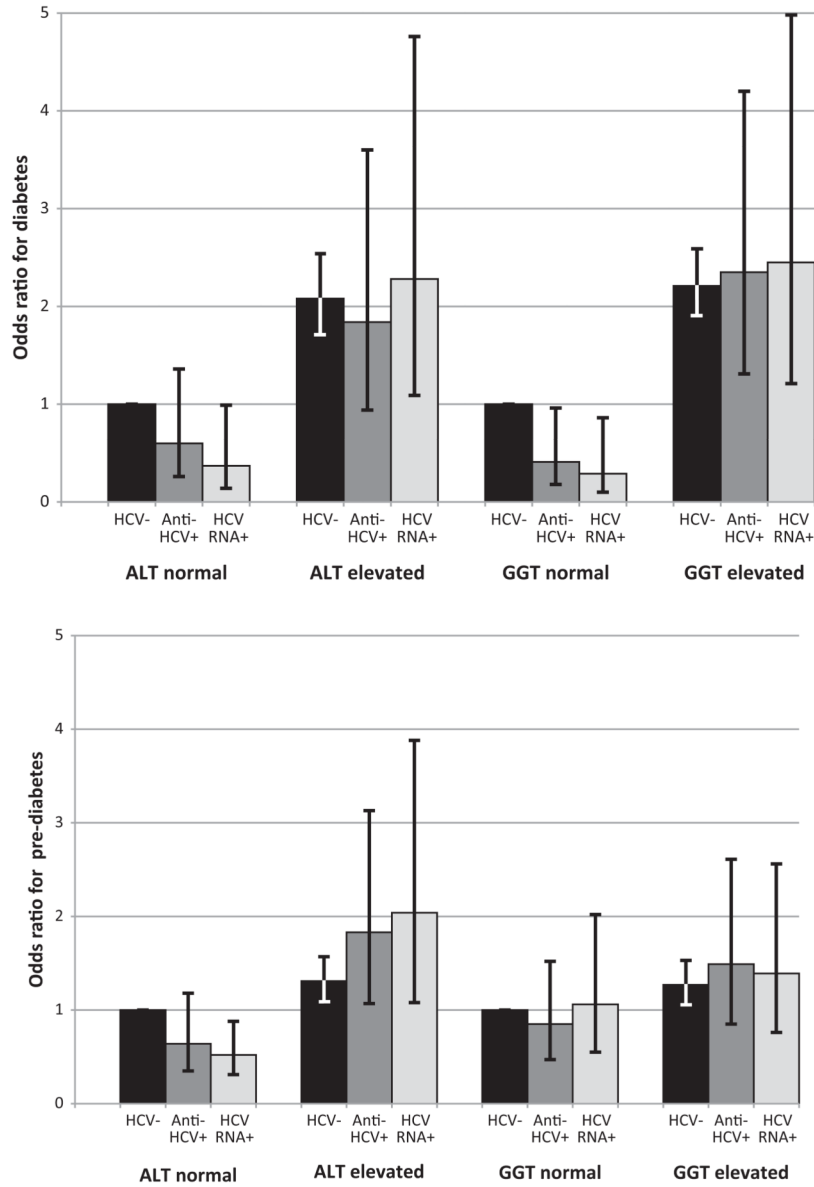 Odds ratio for diabetes
5
4
3
2
1
0
HCV- Anti- HCV HCV- Anti- HCV HCV- Anti- HCV HCV- Anti- HCV
HCV+ RNA+ HCV+ RNA+ HCV+ RNA+ HCV+ RNA+
ALT normal ALT elevated GGT normal GGT elevated
Odds ratio for pre-diabetes
5
4
3
2
1
0
HCV- Anti- HCV HCV- Anti- HCV HCV- Anti- HCV HCV- Anti- HCV
HCV+ RNA+ HCV+ RNA+ HCV+ RNA+ HCV+ RNA+
ALT normal ALT elevated GGT normal GGT elevated